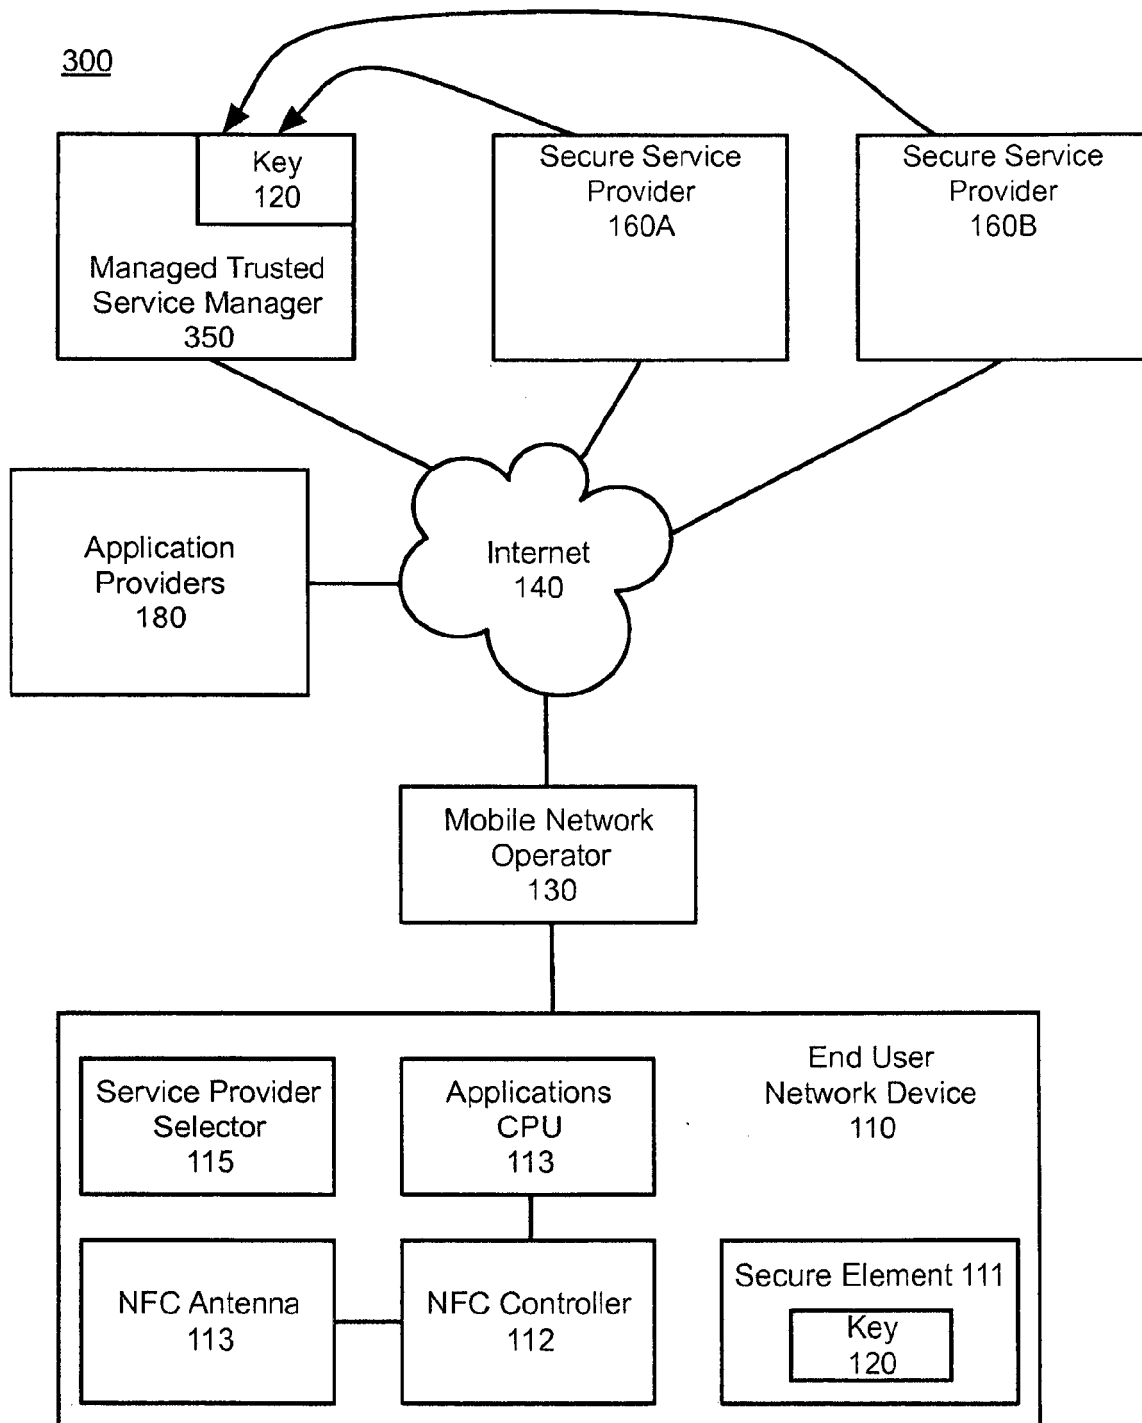 300
Key
120
Managed Trusted
Service Manager
350
Secure Service
Provider
160A
Secure Service
Provider
160B
Application
Providers
180
Internet
140
Mobile Network
Operator
130
Service Provider
Selector
115
Applications
CPU
113
End User
Network Device
110
NFC Antenna
113
NFC Controller
112
Secure Element 111
Key
120